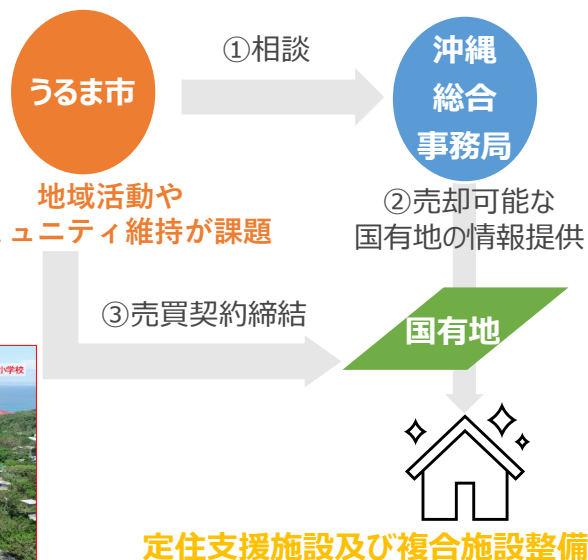 ①相談
うるま市
沖縄
総合
事務局
地域活動や
ュニティ維持が課題
②売却可能な
国有地の情報提供
③売買契約締結
国有地
小学校
定住支援施設及び複合施設整備